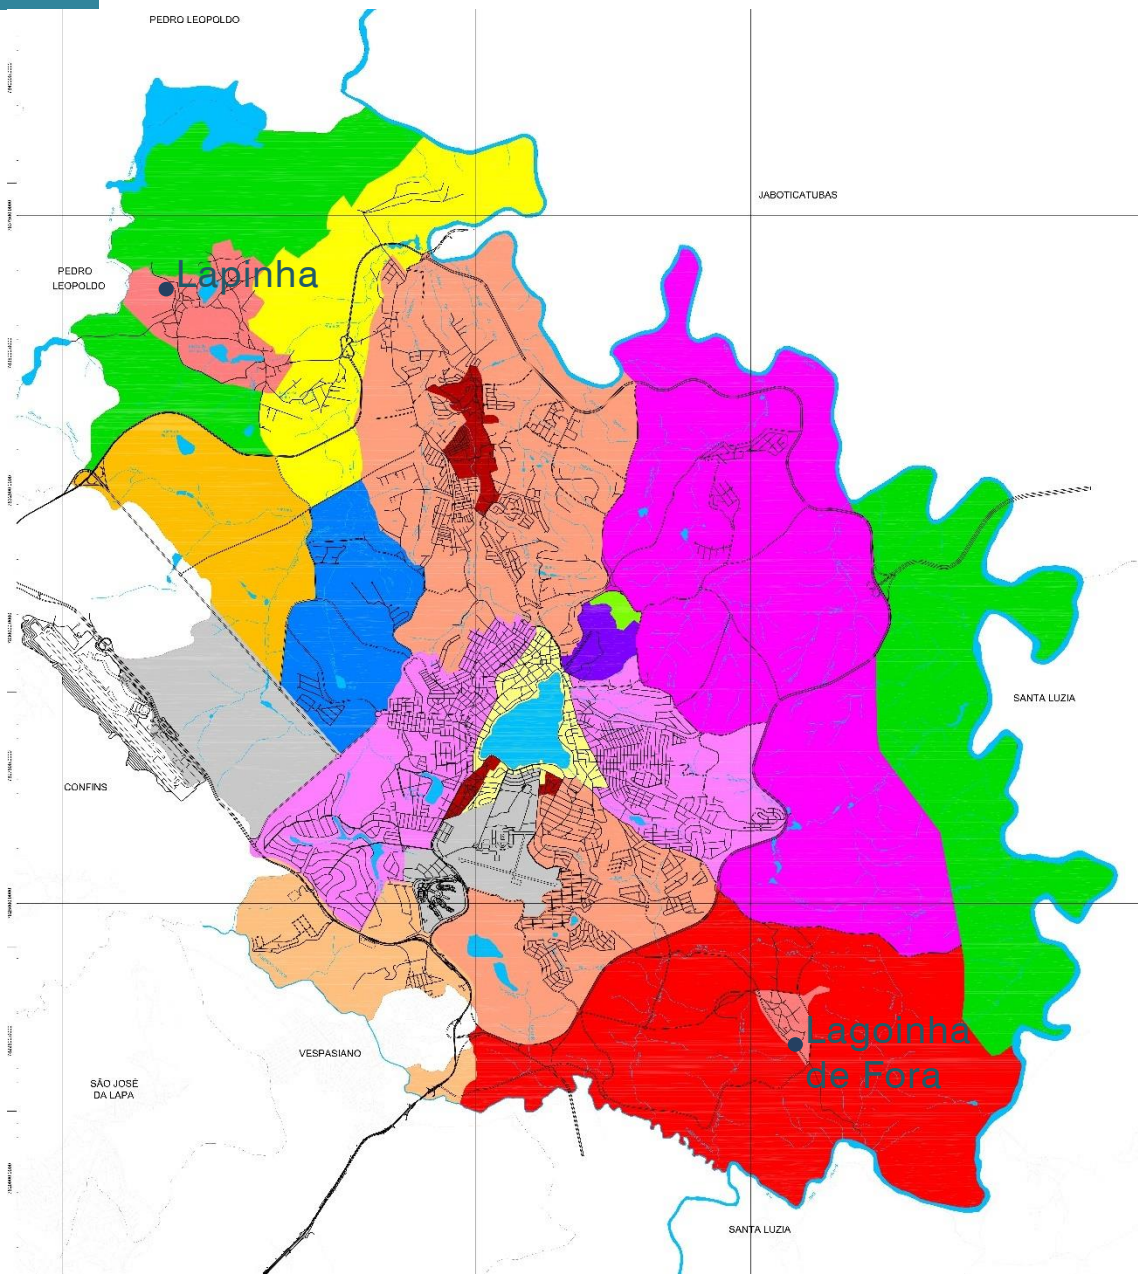 PEDRO LEOPOLDO
JABOTICATUBAS
PEDRO
LEOPOLDO
Lapinha
SANTA LUZIA
CONFINS
Lagoinha
de Fora
VESPASIANO
SÃO JOSÉ
DA LAPA
SANTA LUZIA